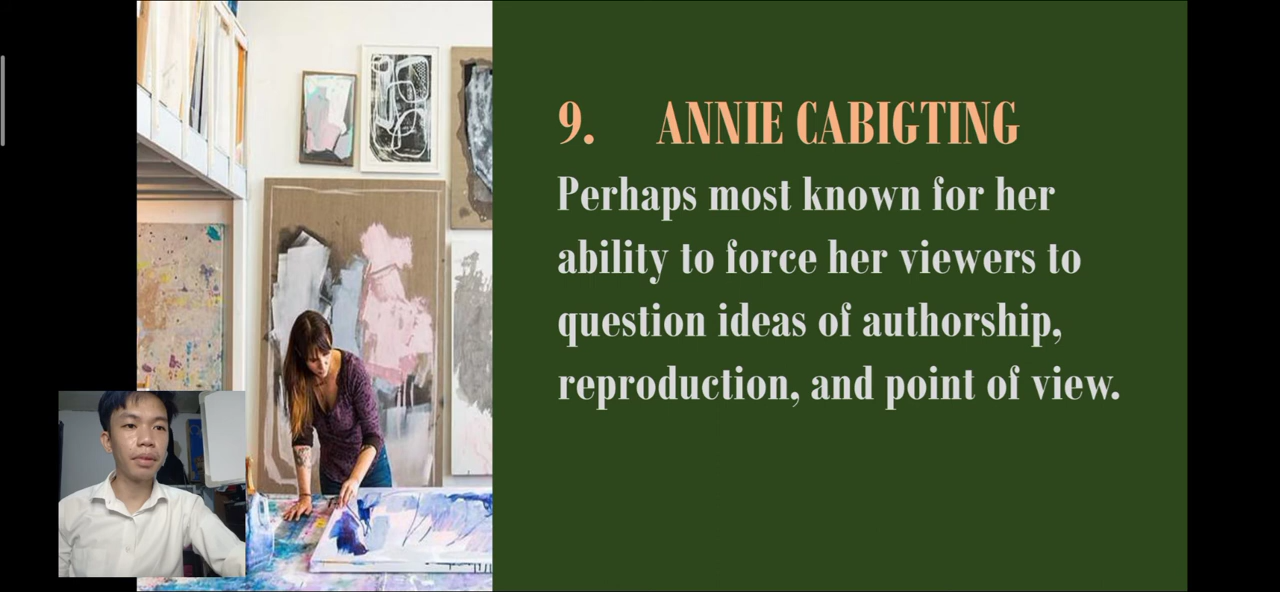 9. ANNIE CABIGTING
Perhaps most known for her
ability to force her viewers to
question ideas of authorship,
reproduction, and point of view.